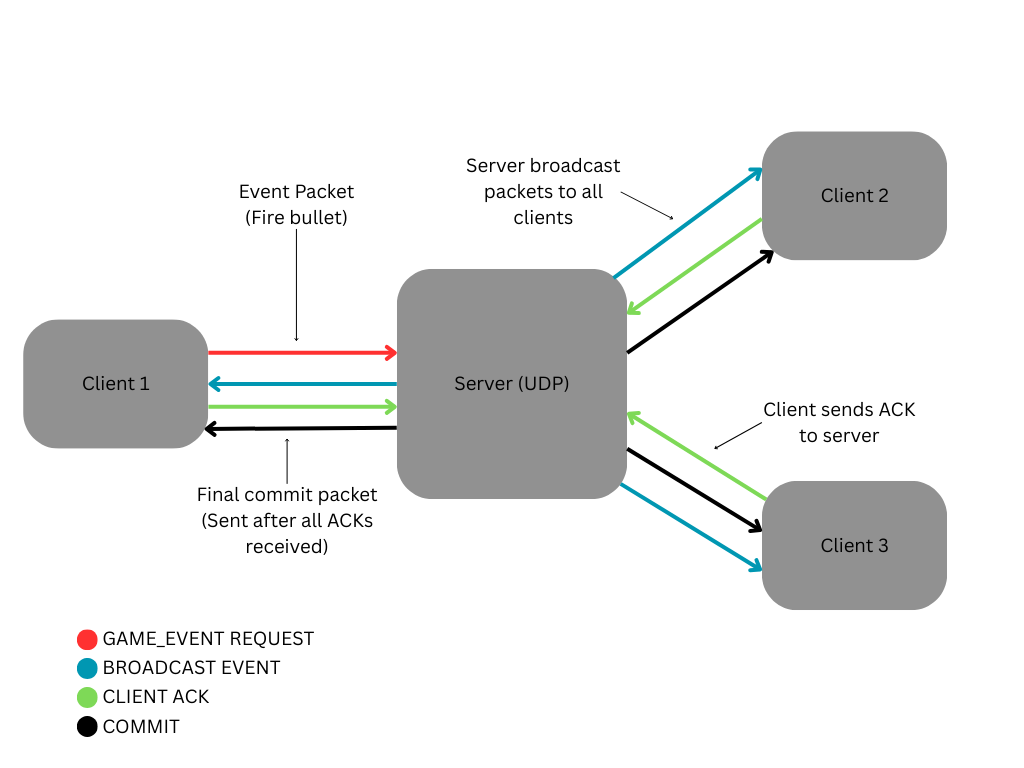 Server broadcast
packets to all
clients
Client 2
Event Packet
(Fire bullet)
Client 1
Server (UDP)
Client sends ACK
to server
Final commit packet
(Sent after all ACKs
received)
Client 3
GAME_EVENT REQUEST
BROADCAST EVENT
CLIENT ACK
COMMIT